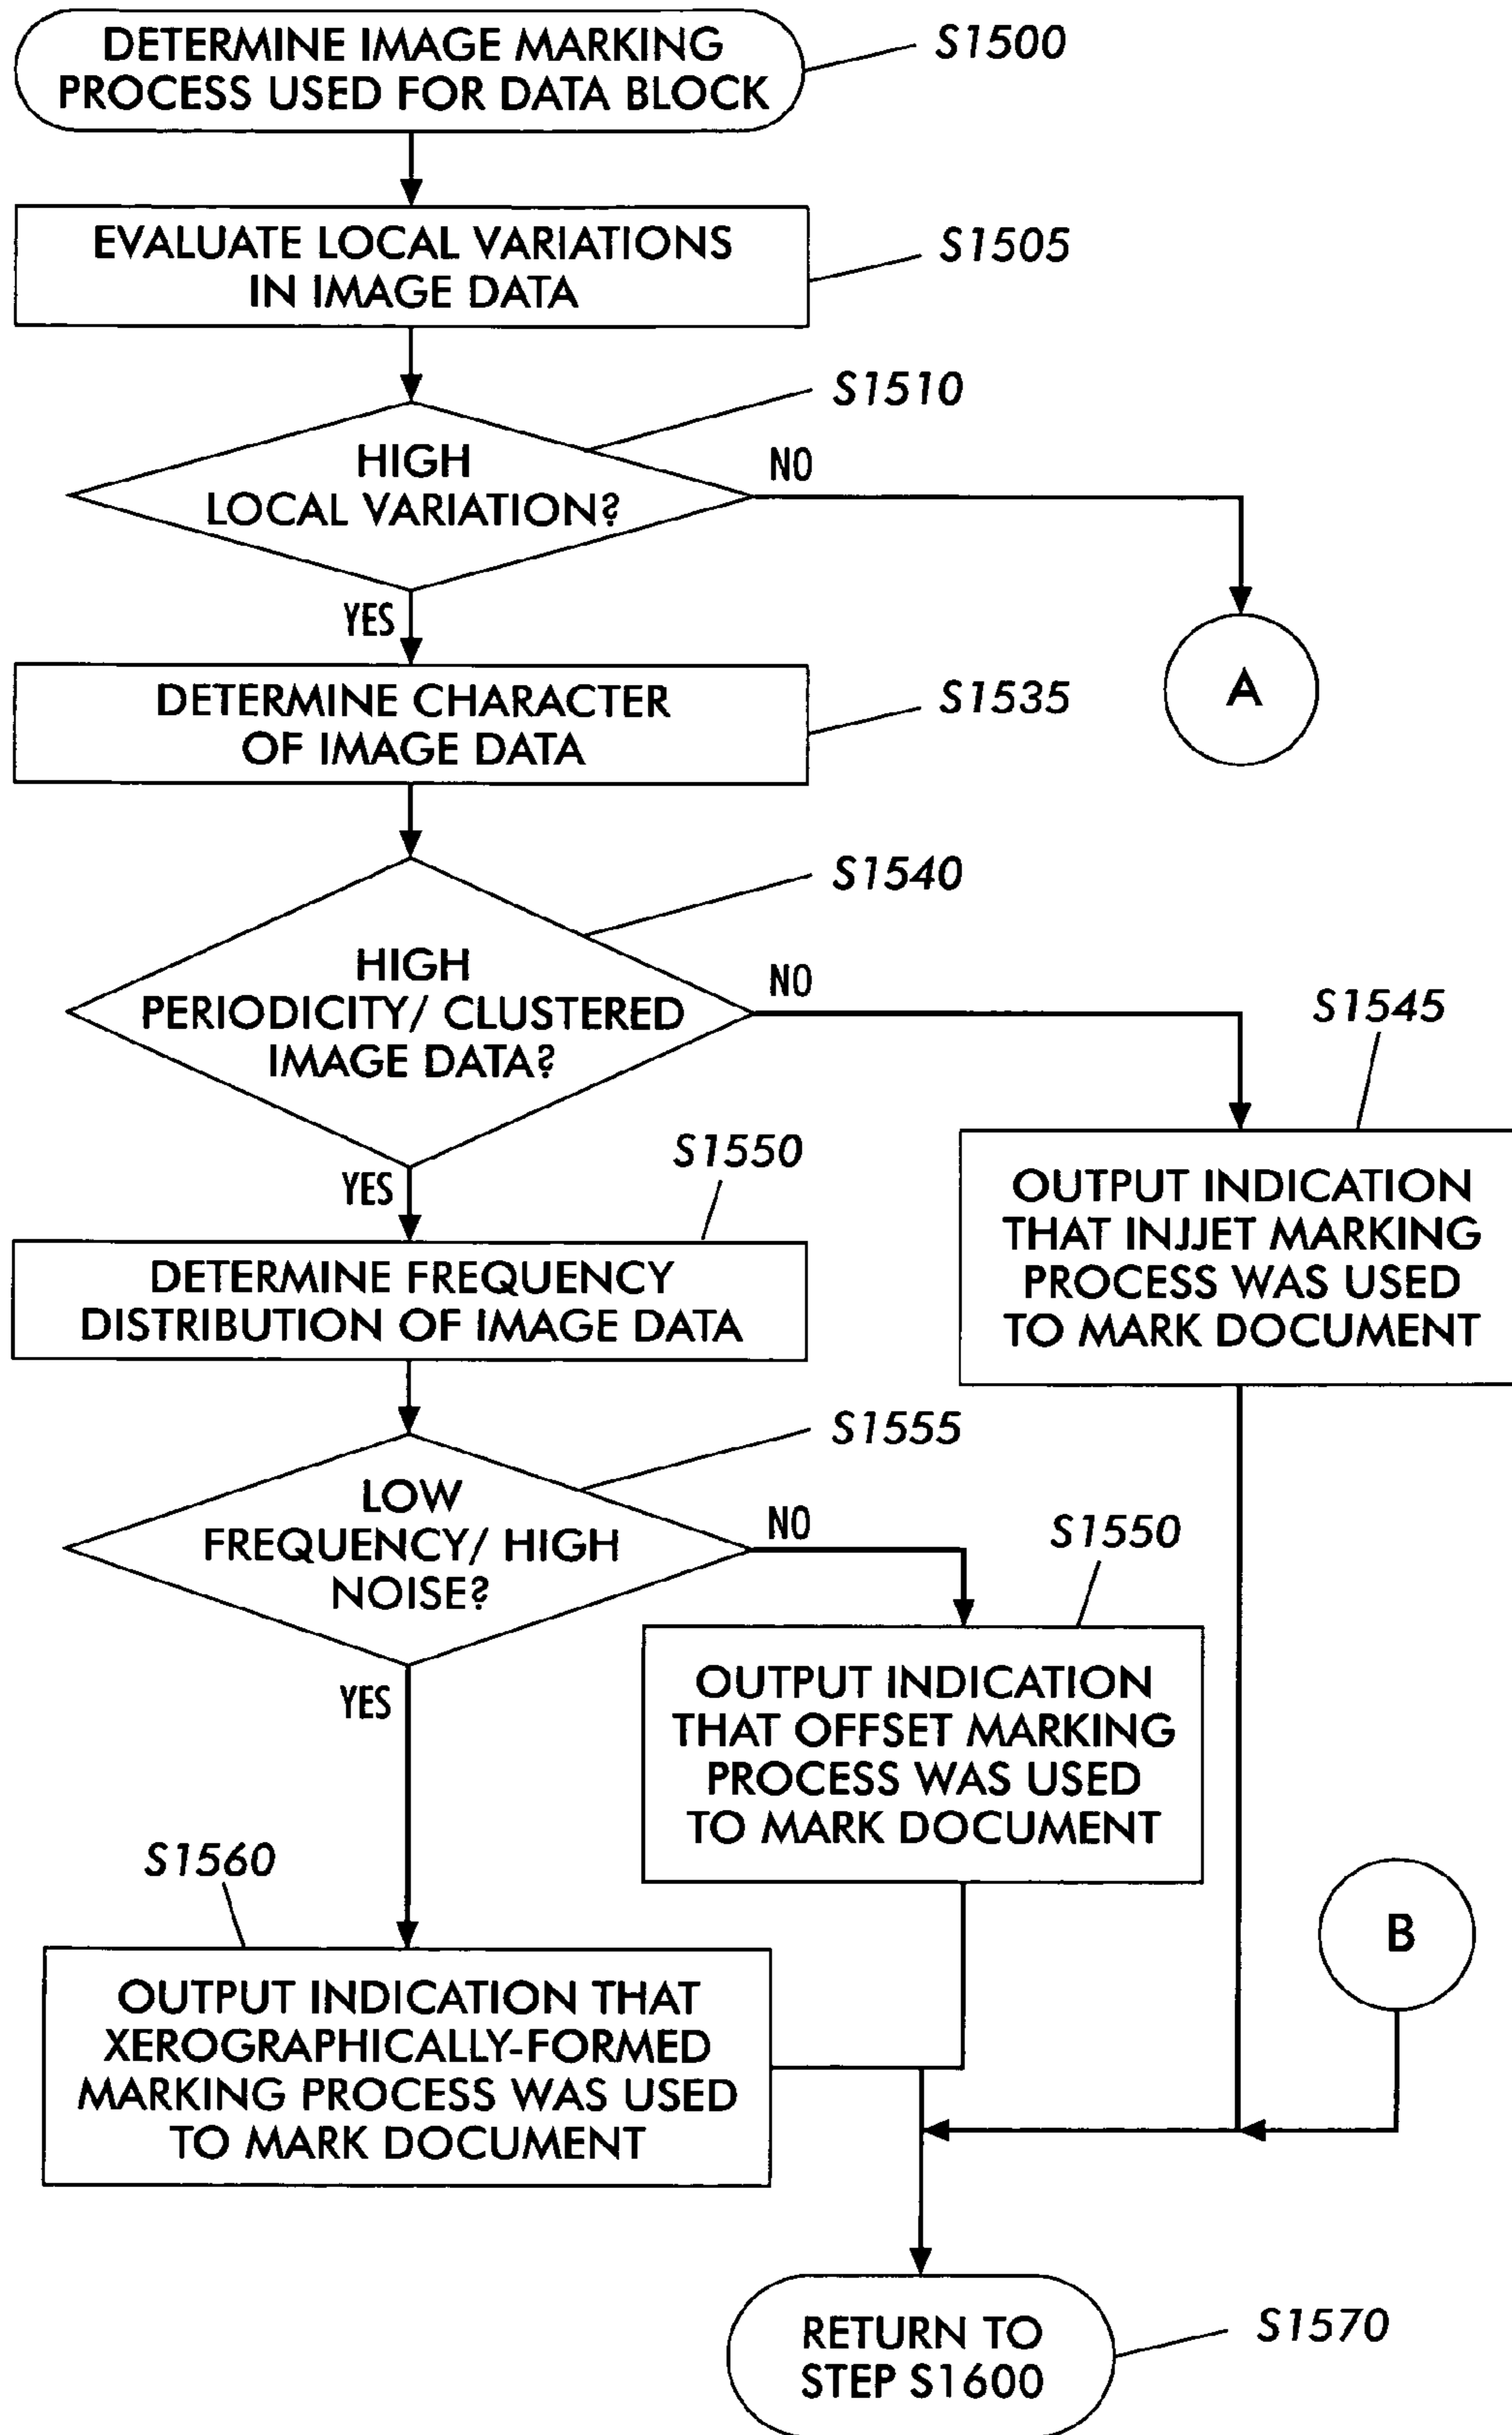 DETERMINE IMAGE MARKING
PROCESS USED FOR DATA BLOCK
S1500
EVALUATE LOCAL VARIATIONS
IN IMAGE DATA
S1505
S1510
HIGH
LOCAL VARIATION?
NO
YES
A
DETERMINE CHARACTER
OF IMAGE DATA
S1535
S1540
HIGH
PERIODICITY/ CLUSTERED
IMAGE DATA?
NO
YES
S1545
OUTPUT INDICATION
THAT INJJET MARKING
PROCESS WAS USED
TO MARK DOCUMENT
S1550
DETERMINE FREQUENCY
DISTRIBUTION OF IMAGE DATA
S1555
LOW
FREQUENCY/ HIGH
NOISE?
NO
YES
S1550
OUTPUT INDICATION
THAT OFFSET MARKING
PROCESS WAS USED
TO MARK DOCUMENT
S1560
OUTPUT INDICATION THAT
XEROGRAPHICALLY-FORMED
MARKING PROCESS WAS USED
TO MARK DOCUMENT
B
RETURN TO
STEP S1600
S1570